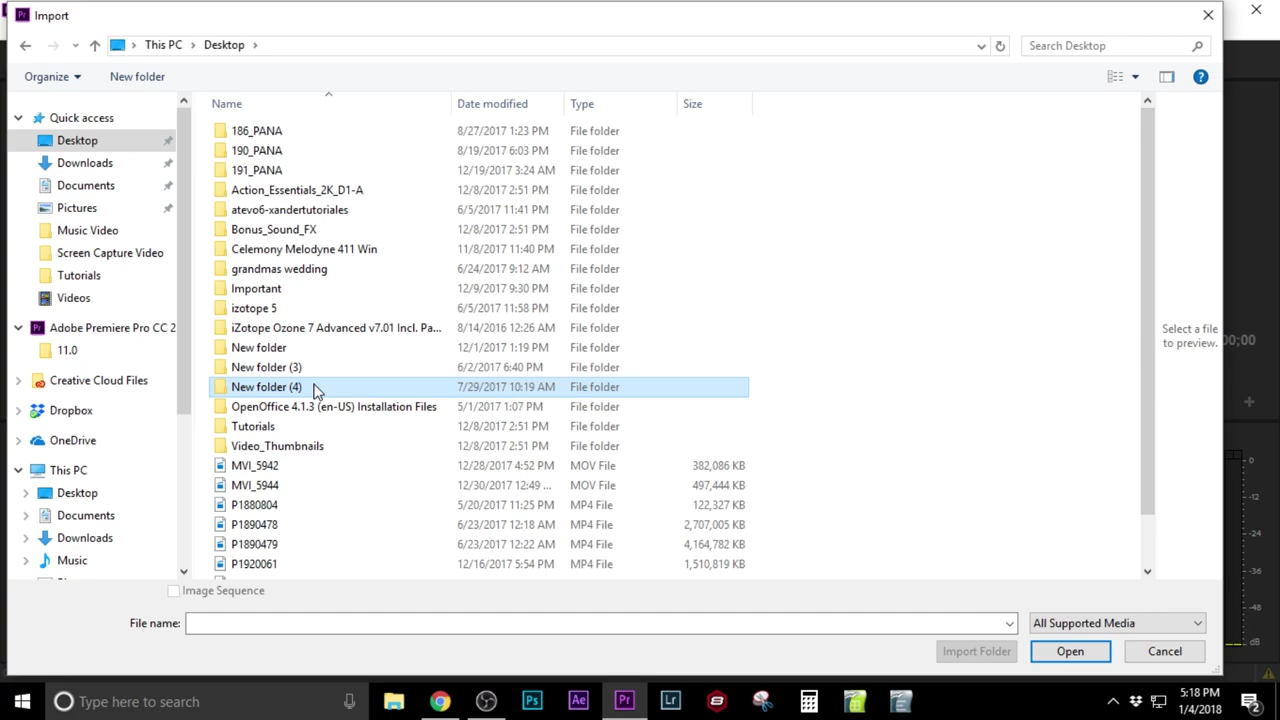 Pr Import
This PC Desktop
Search Desktop
Organize
New folder
Name
Date modified
Type
Size
Quick access
Desktop
Downloads
Documents
Pictures
Music Video
Screen Capture Video
Tutorials
Videos
Adobe Premiere Pro CC 2
11.0
Creative Cloud Files
Dropbox
OneDrive
This PC
Desktop
Documents
Downloads
Music
186_PANA 8/27/2017 1:23 PM File folder
190_PANA 8/19/2017 6:03 PM File folder
191_PANA 12/19/2017 3:24 AM File folder
Action_Essentials_2K_D1-A 12/8/2017 2:51 PM File folder
atevo6-xandertutoriales 6/5/2017 11:41 PM File folder
Bonus_Sound_FX 12/8/2017 2:51 PM File folder
Celemony Melodyne 411 Win 11/8/2017 11:40 PM File folder
grandmas wedding 6/24/2017 9:12 AM File folder
Important 12/9/2017 9:30 PM File folder
izotope 5 6/5/2017 11:58 PM File folder
iZotope Ozone 7 Advanced v7.01 Incl. Pa... 8/14/2016 12:26 AM File folder
New folder 12/1/2017 1:19 PM File folder
New folder (3) 6/2/2017 6:40 PM File folder
New folder (4) 7/29/2017 10:19 AM File folder
OpenOffice 4.1.3 (en-US) Installation Files 5/1/2017 1:07 PM File folder
Tutorials 12/8/2017 2:51 PM File folder
Video_Thumbnails 12/8/2017 2:51 PM File folder
MVI_5942 12/28/2017 4:52 PM MOV File 382,086 KB
MVI_5944 12/30/2017 12:49 ... MOV File 497,444 KB
P1880804 5/20/2017 11:25 PM MP4 File 122,327 KB
P1890478 6/23/2017 12:18 AM MP4 File 2,707,005 KB
P1890479 6/23/2017 12:22 AM MP4 File 4,164,782 KB
P1920061 12/16/2017 5:54 PM MP4 File 1,510,819 KB
Select a file
to preview.
00;00
0
-12
-24
-36
-48
dB
Image Sequence
File name:
All Supported Media
Import Folder
Open
Cancel
Type here to search
Ps
Ae
Pr
Lr
5:18 PM
1/4/2018
2